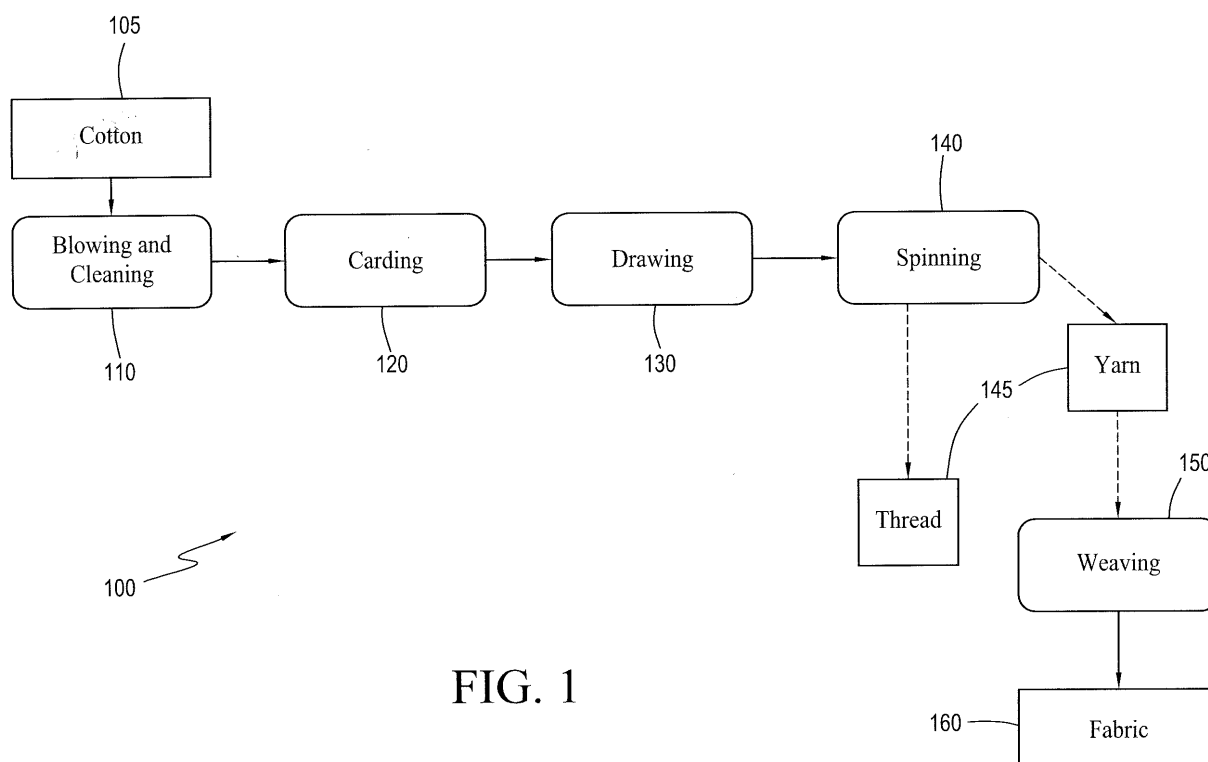 105
Cotton
140
Blowing and
Cleaning
Carding
Drawing
Spinning
110
120
130
145
Yarn
150
Thread
Weaving
100
FIG. 1
160
Fabric